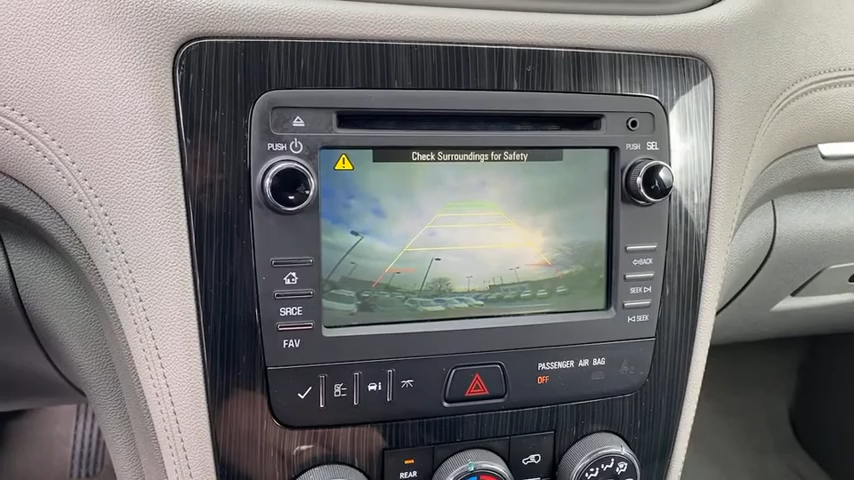 PUSH
Check Surroundings for Safety
PUSH SEL
BACK
SEEK
SEEK
SRCE
FAV
PASSENGER AIR BAG
OFF
REAR